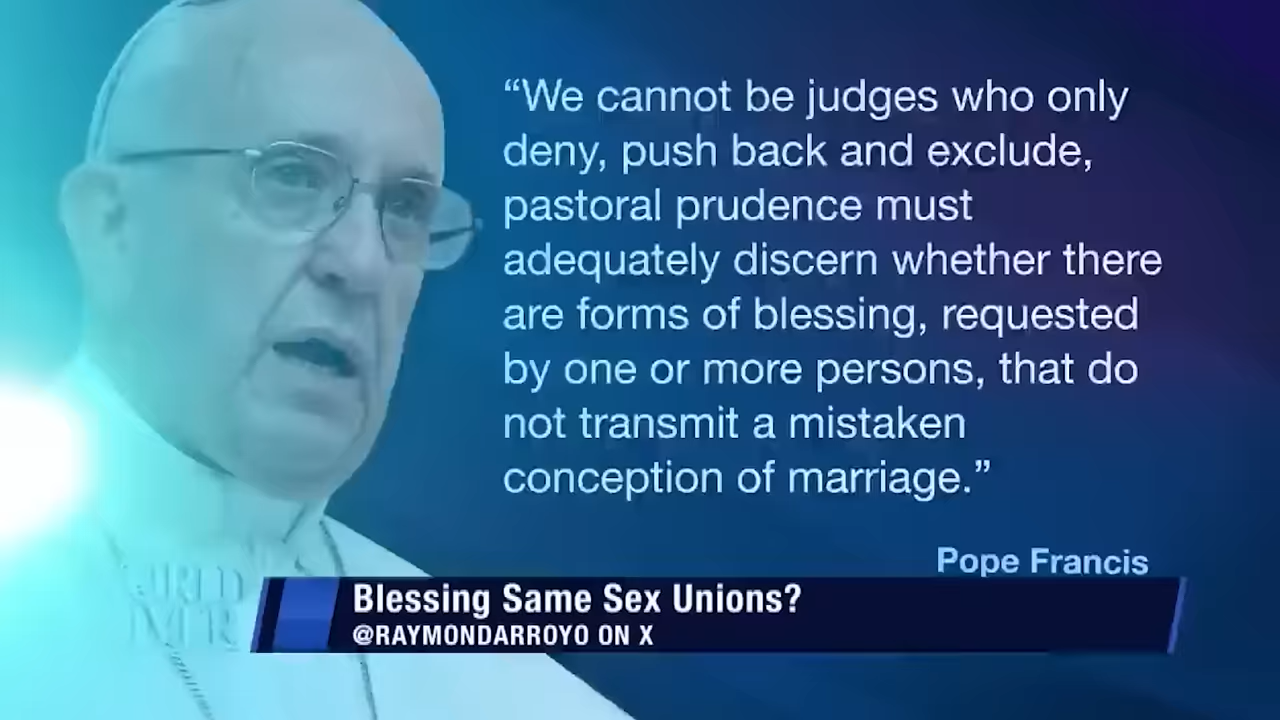 “We cannot be judges who only
deny, push back and exclude,
pastoral prudence must
adequately discern whether there
are forms of blessing, requested
by one or more persons, that do
not transmit a mistaken
conception of marriage.”
Pope Francis
Blessing Same Sex Unions?
@RAYMONDARROYO ON X